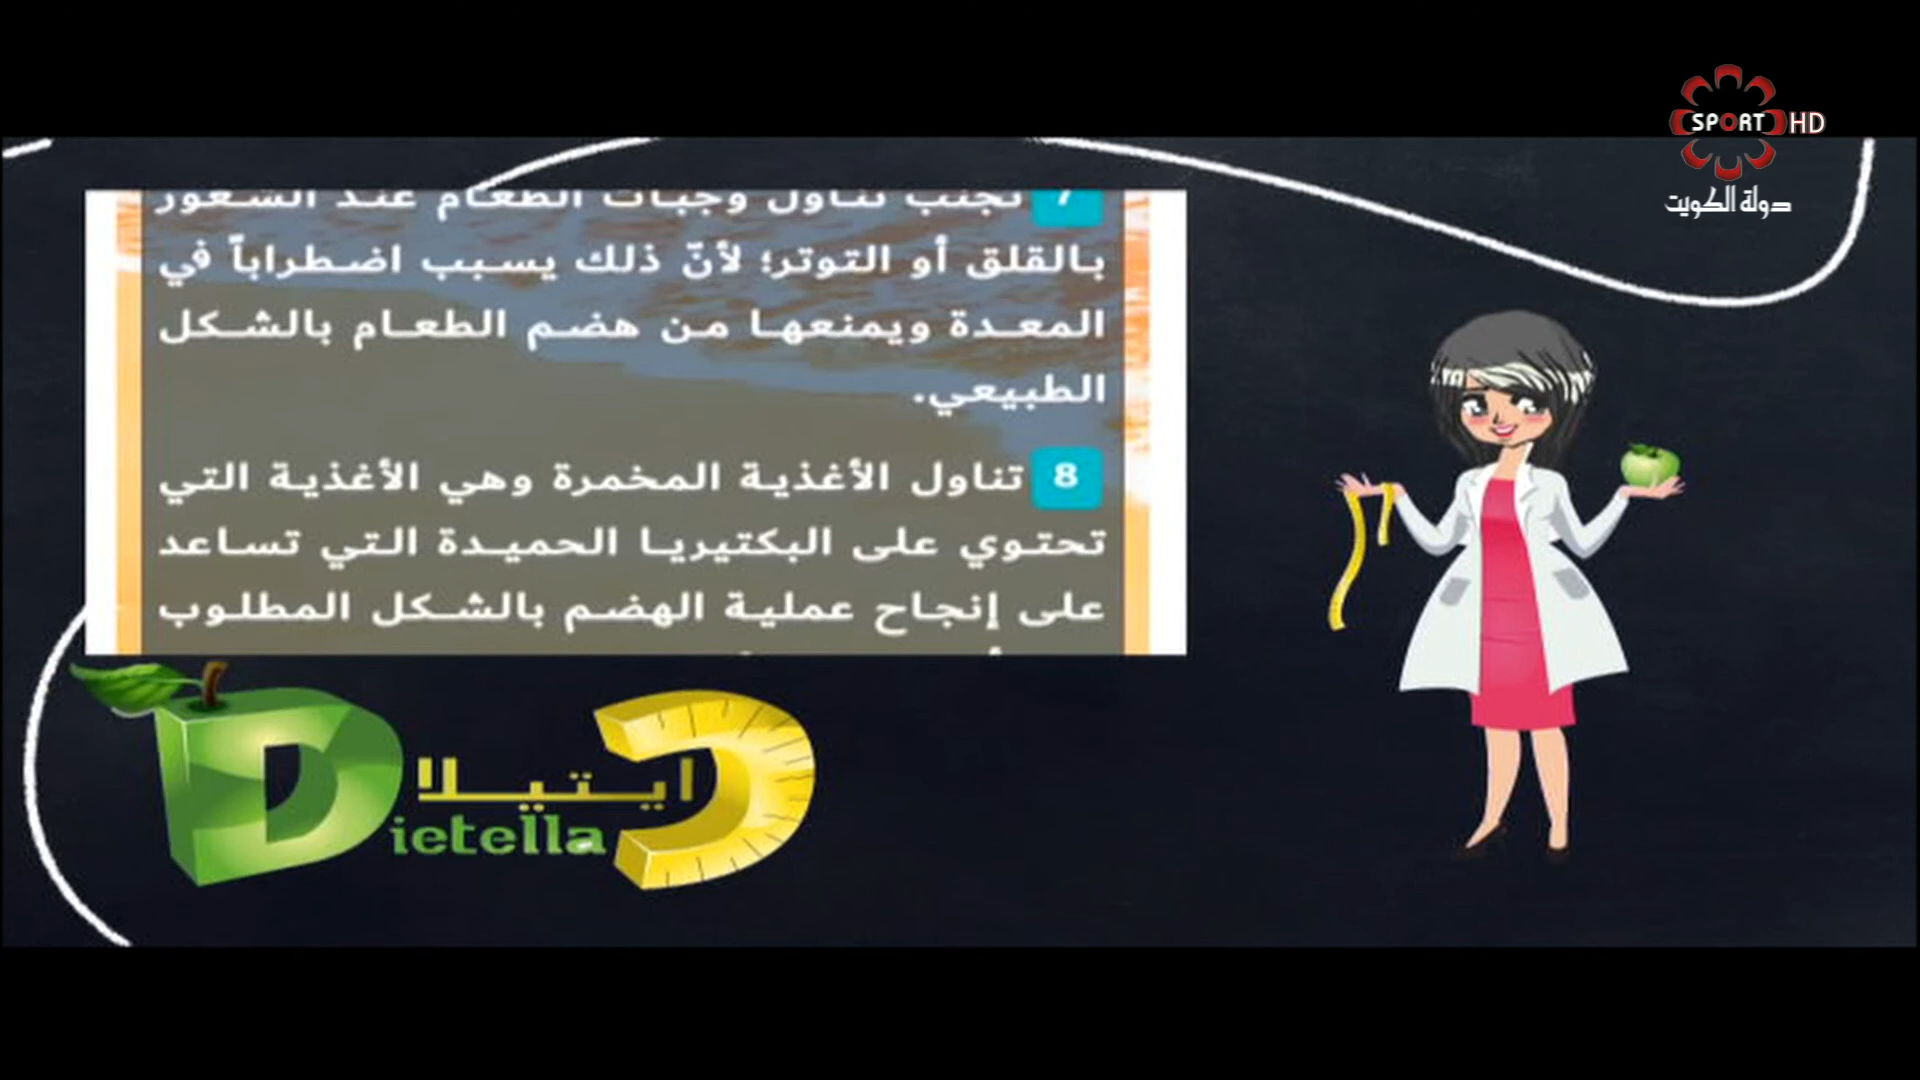 SPORT HD
دولة الكويت
7 تجنب تناول وجبات الطعام عند الشعور
بالقلق أو التوتر؛ لأنّ ذلك يسبب اضطراباً في
المعدة ويمنعها من هضم الطعام بالشكل
الطبيعي.
8 تناول الأغذية المخمرة وهي الأغذية التي
تحتوي على البكتيريا الحميدة التي تساعد
على إنجاح عملية الهضم بالشكل المطلوب
دايتيلا
Dietella